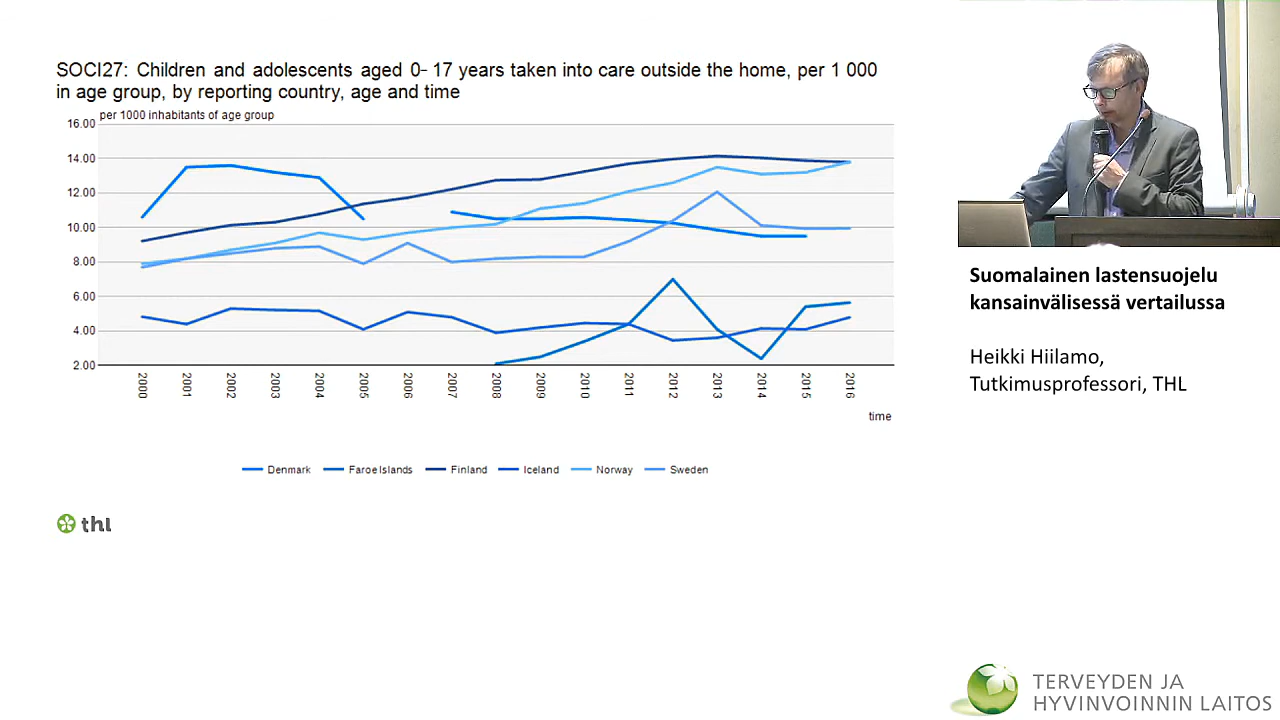 SOCI27: Children and adolescents aged 0- 17 years taken into care outside the home, per 1 000
in age group, by reporting country, age and time
per 1000 inhabitants of age group
16.00
14.00
12.00
10.00
8.00
6.00
4.00
2.00
2000 2001 2002 2003 2004 2005 2006 2007 2008 2009 2010 2011 2012 2013 2014 2015 2016
time
Denmark Faroe Islands Finland Iceland Norway Sweden
thl
Suomalainen lastensuojelu
kansainvälisessä vertailussa
Heikki Hiilamo,
Tutkimusprofessori, THL
TERVEYDEN JA
HYVINVOINNIN LAITOS